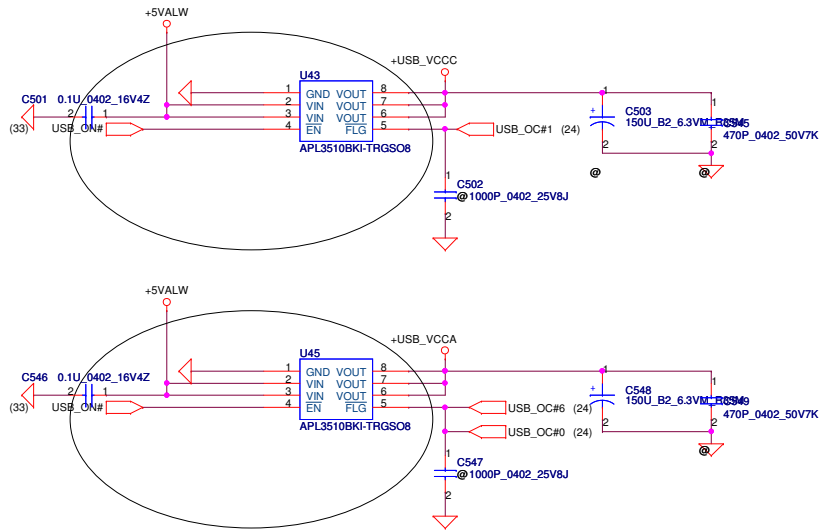 +5VALW
+USB_VCCC
U43
C501 0.1U_0402_16V4Z
1 GND VOUT 8
2 VIN VOUT 7
3 VIN VOUT 6
4 EN FLG 5
2 1
(33) USB_ON#
APL3510BKI-TRGSO8
USB_OC#1 (24)
1
C503
150U_B2_6.3VM_R35M
2
1
470P_0402_50V7K
2
@ @
1
C502
@1000P_0402_25V8J
2
+5VALW
+USB_VCCA
U45
C546 0.1U_0402_16V4Z
1 GND VOUT 8
2 VIN VOUT 7
3 VIN VOUT 6
4 EN FLG 5
2 1
(33) USB_ON#
APL3510BKI-TRGSO8
USB_OC#6 (24)
USB_OC#0 (24)
1
C548
150U_B2_6.3VM_R35M
2
1
470P_0402_50V7K
2
@
1
C547
@1000P_0402_25V8J
2